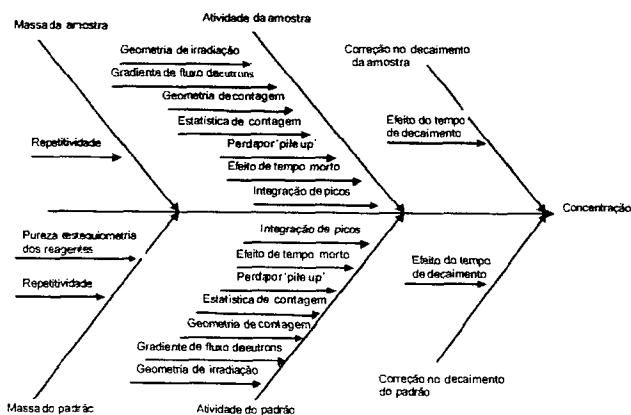 Massa da amostra
Atividade da amostra
Geometria de irradiação
Gradiente de fluxo de eutrons
Geometria de contagem
Estatística de contagem
Perda por 'pile up'
Efeito de tempo morto
Integração de picos
Correção no decaimento
da amostra
Efeito do tempo
de decaimento
Repetitividade
Concentração
Pureza e estequiometria
dos reagentes
Repetitividade
Integração de picos
Efeito de tempo morto
Perda por 'pile up'
Estatística de contagem
Geometria de contagem
Gradiente de fluxo de eutrons
Geometria de irradiação
Efeito do tempo
de decaimento
Correção no decaimento
do padrão
Massa do padrão
Atividade do padrão